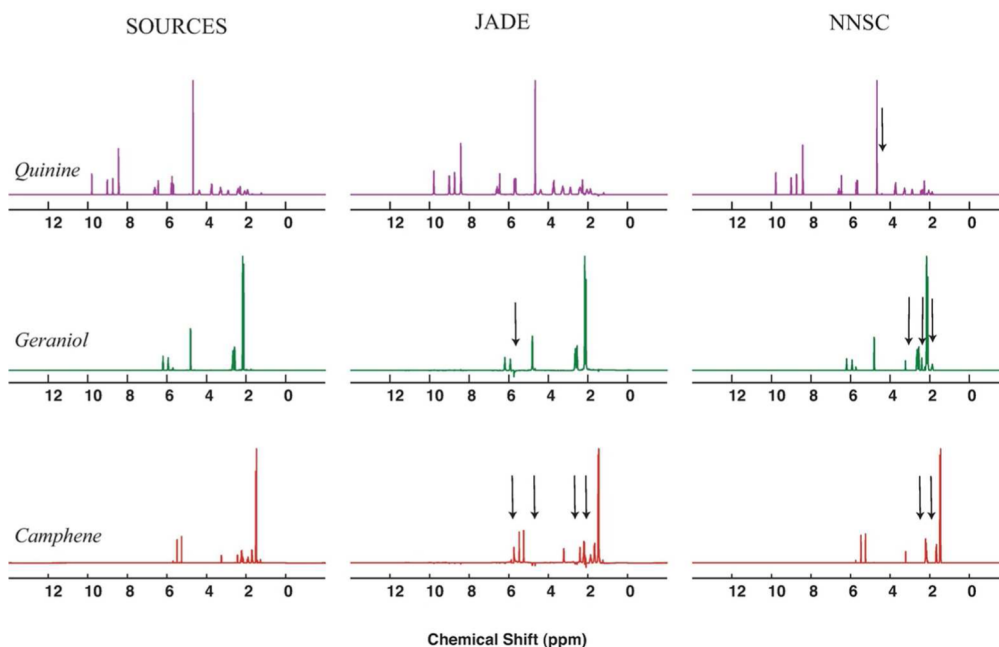 SOURCES JADE NNSC
Quinine
12 10 8 6 4 2 0 12 10 8 6 4 2 0 12 10 8 6 4 2 0
Geraniol
12 10 8 6 4 2 0 12 10 8 6 4 2 0 12 10 8 6 4 2 0
Camphene
12 10 8 6 4 2 0 12 10 8 6 4 2 0 12 10 8 6 4 2 0
Chemical Shift (ppm)